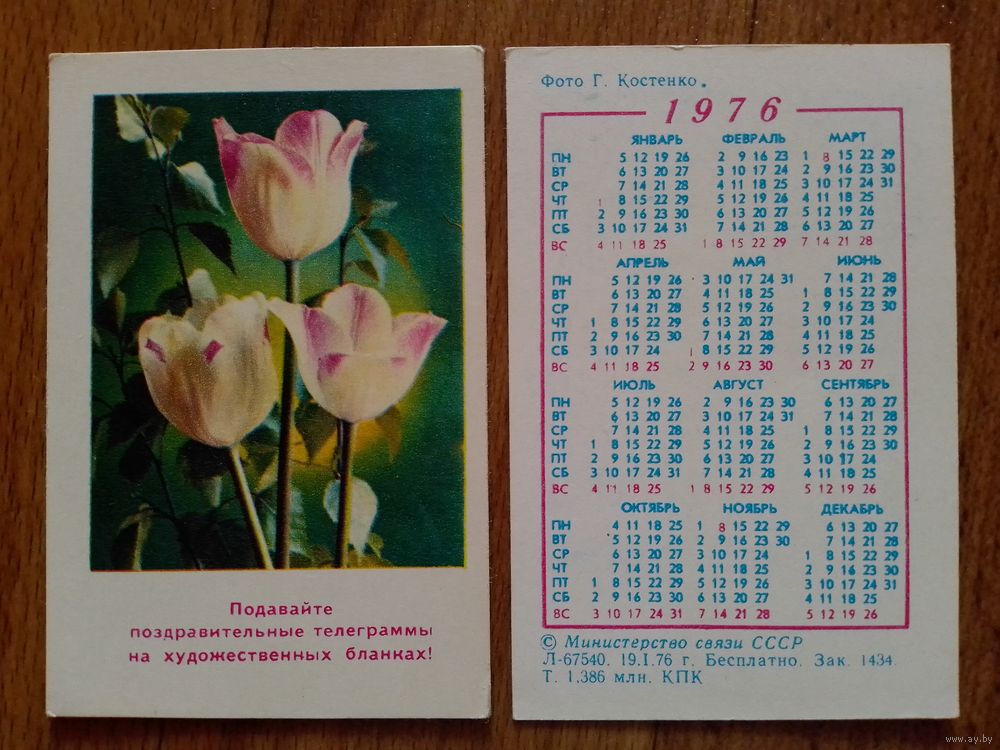 Подавайте
поздравительные телеграммы
на художественных бланках!
Фото Г. Костенко.
1976
ЯНВАРЬ ФЕВРАЛЬ МАРТ
ПН 5 12 19 26 2 9 16 23 1 8 15 22 29
ВТ 6 13 20 27 3 10 17 24 2 9 16 23 30
СР 7 14 21 28 4 11 18 25 3 10 17 24 31
ЧТ 1 8 15 22 29 5 12 19 26 4 11 18 25
ПТ 2 9 16 23 30 6 13 20 27 5 12 19 26
СБ 3 10 17 24 31 7 14 21 28 6 13 20 27
ВС 4 11 18 25 1 8 15 22 29 7 14 21 28
АПРЕЛЬ МАЙ ИЮНЬ
ПН 5 12 19 26 3 10 17 24 31 7 14 21 28
ВТ 6 13 20 27 4 11 18 25 1 8 15 22 29
СР 7 14 21 28 5 12 19 26 2 9 16 23 30
ЧТ 1 8 15 22 29 6 13 20 27 3 10 17 24
ПТ 2 9 16 23 30 7 14 21 28 4 11 18 25
СБ 3 10 17 24 1 8 15 22 29 5 12 19 26
ВС 4 11 18 25 2 9 16 23 30 6 13 20 27
ИЮЛЬ АВГУСТ СЕНТЯБРЬ
ПН 5 12 19 26 2 9 16 23 30 6 13 20 27
ВТ 6 13 20 27 3 10 17 24 31 7 14 21 28
СР 7 14 21 28 4 11 18 25 1 8 15 22 29
ЧТ 1 8 15 22 29 5 12 19 26 2 9 16 23 30
ПТ 2 9 16 23 30 6 13 20 27 3 10 17 24
СБ 3 10 17 24 31 7 14 21 28 4 11 18 25
ВС 4 11 18 25 1 8 15 22 29 5 12 19 26
ОКТЯБРЬ НОЯБРЬ ДЕКАБРЬ
ПН 4 11 18 25 1 8 15 22 29 6 13 20 27
ВТ 5 12 19 26 2 9 16 23 30 7 14 21 28
СР 6 13 20 27 3 10 17 24 1 8 15 22 29
ЧТ 7 14 21 28 4 11 18 25 2 9 16 23 30
ПТ 1 8 15 22 29 5 12 19 26 3 10 17 24 31
СБ 2 9 16 23 30 6 13 20 27 4 11 18 25
ВС 3 10 17 24 31 7 14 21 28 5 12 19 26
© Министерство связи СССР
Л-67540. 19.I.76 г. Бесплатно. Зак. 1434.
Т. 1,386 млн. КПК
www.ay.by